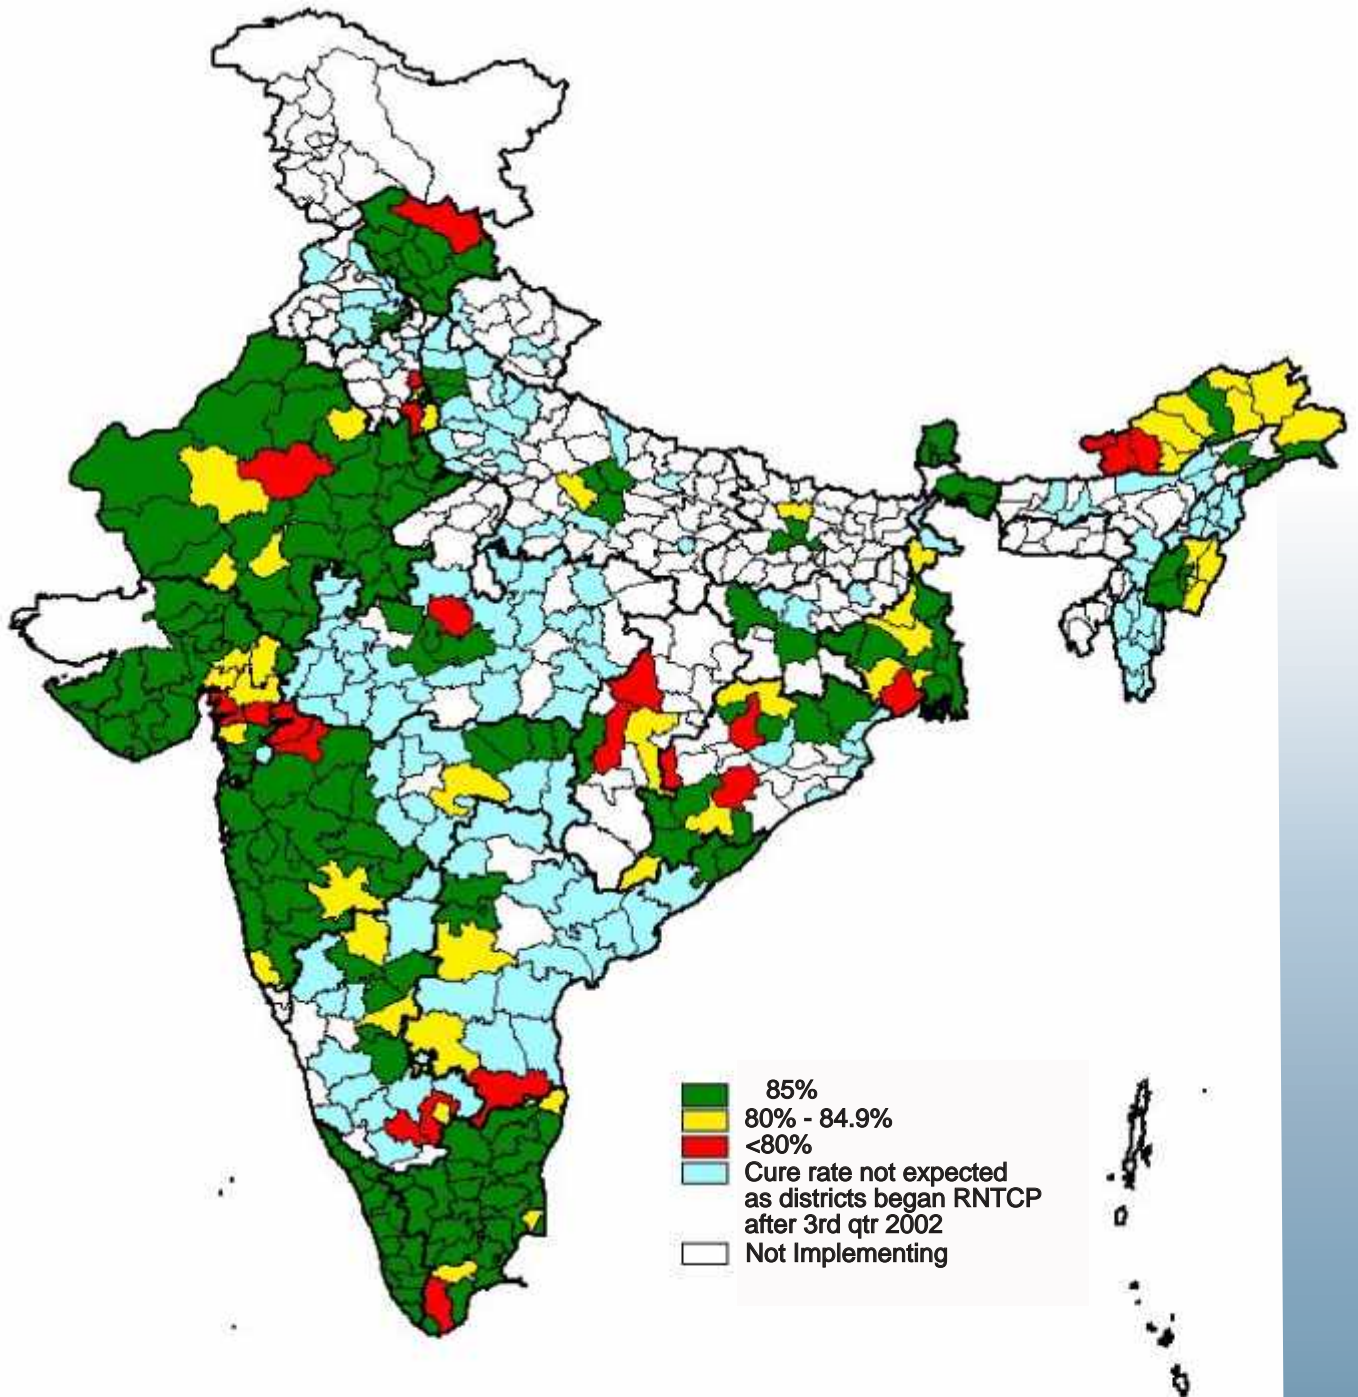 85%
80% - 84.9%
<80%
Cure rate not expected
as districts began RNTCP
after 3rd qtr 2002
Not Implementing